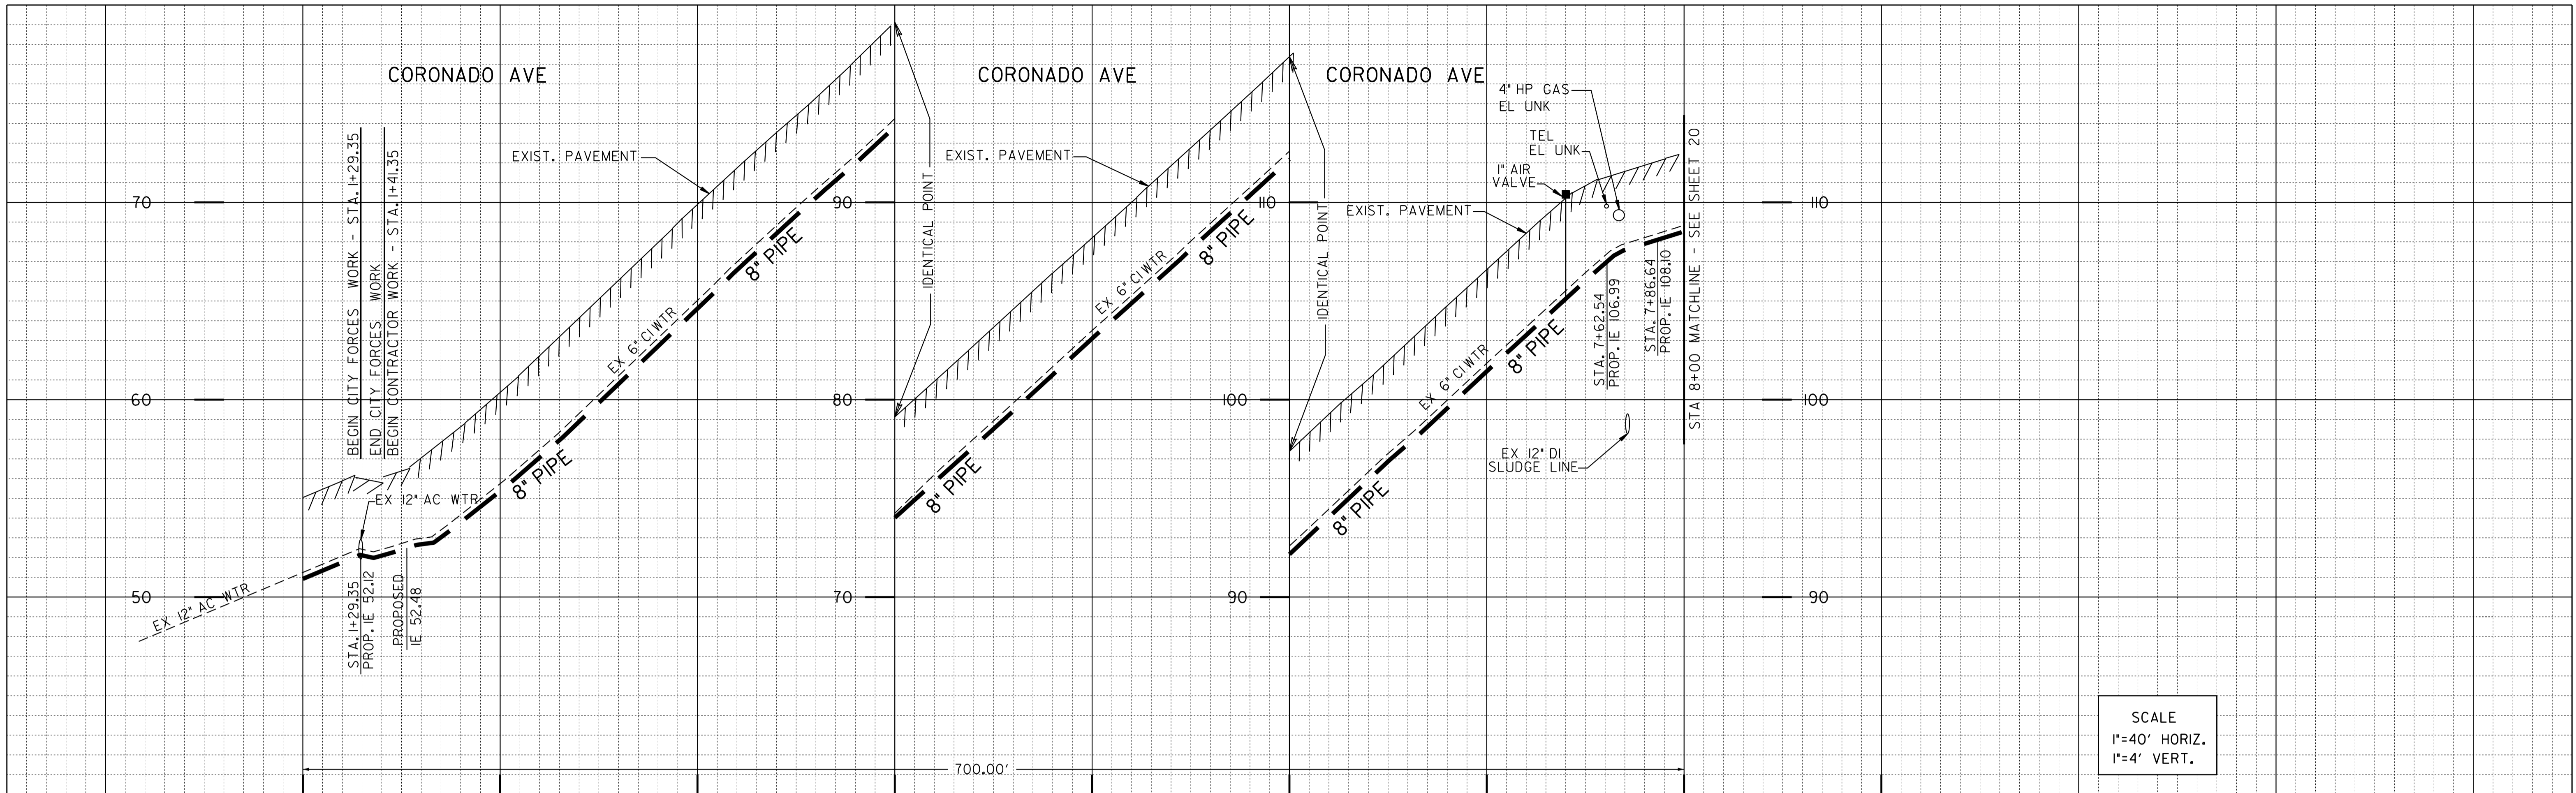 CORONADO AVE
CORONADO AVE
CORONADO AVE
BEGIN CITY FORCES WORK - STA. 1+29.35
END CITY FORCES WORK
BEGIN CONTRACTOR WORK - STA. 1+41.35
EXIST. PAVEMENT
EX 6" CI WTR
8" PIPE
8" PIPE
EX 12" AC WTR
EX 12" AC WTR
STA. 1+29.35
PROP. IE 52.12
PROPOSED
IE 52.48
70
60
50
IDENTICAL POINT
90
80
70
EXIST. PAVEMENT
EX 6" CI WTR
8" PIPE
8" PIPE
IDENTICAL POINT
110
100
90
EXIST. PAVEMENT
1" AIR
VALVE
TEL
EL UNK
4" HP GAS
EL UNK
EX 6" CI WTR
8" PIPE
8" PIPE
STA. 7+62.54
PROP. IE 106.99
STA. 7+86.64
PROP. IE 108.10
EX 12" DI
SLUDGE LINE
STA 8+00 MATCHLINE - SEE SHEET 20
110
100
90
700.00'
SCALE
1"=40' HORIZ.
1"=4' VERT.